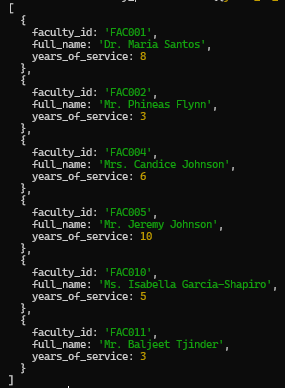 [
  {
    faculty_id: 'FAC001',
    full_name: 'Dr. Maria Santos',
    years_of_service: 8
  },
  {
    faculty_id: 'FAC002',
    full_name: 'Mr. Phineas Flynn',
    years_of_service: 3
  },
  {
    faculty_id: 'FAC004',
    full_name: 'Mrs. Candice Johnson',
    years_of_service: 6
  },
  {
    faculty_id: 'FAC005',
    full_name: 'Mr. Jeremy Johnson',
    years_of_service: 10
  },
  {
    faculty_id: 'FAC010',
    full_name: 'Ms. Isabella Garcia-Shapiro',
    years_of_service: 5
  },
  {
    faculty_id: 'FAC011',
    full_name: 'Mr. Baljeet Tjinder',
    years_of_service: 3
  }
]